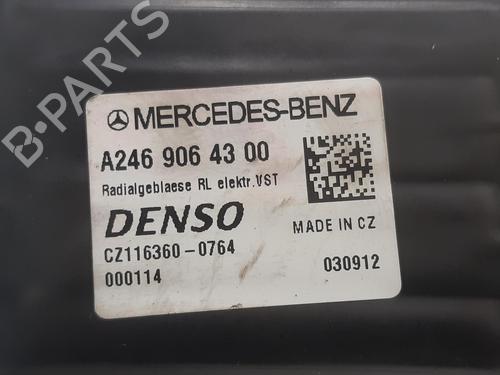 B-PARTS
MERCEDES-BENZ
A246 906 43 00
Radialgeblaese RL elektr.VST
DENSO
MADE IN CZ
CZ116360-0764
000114
030912